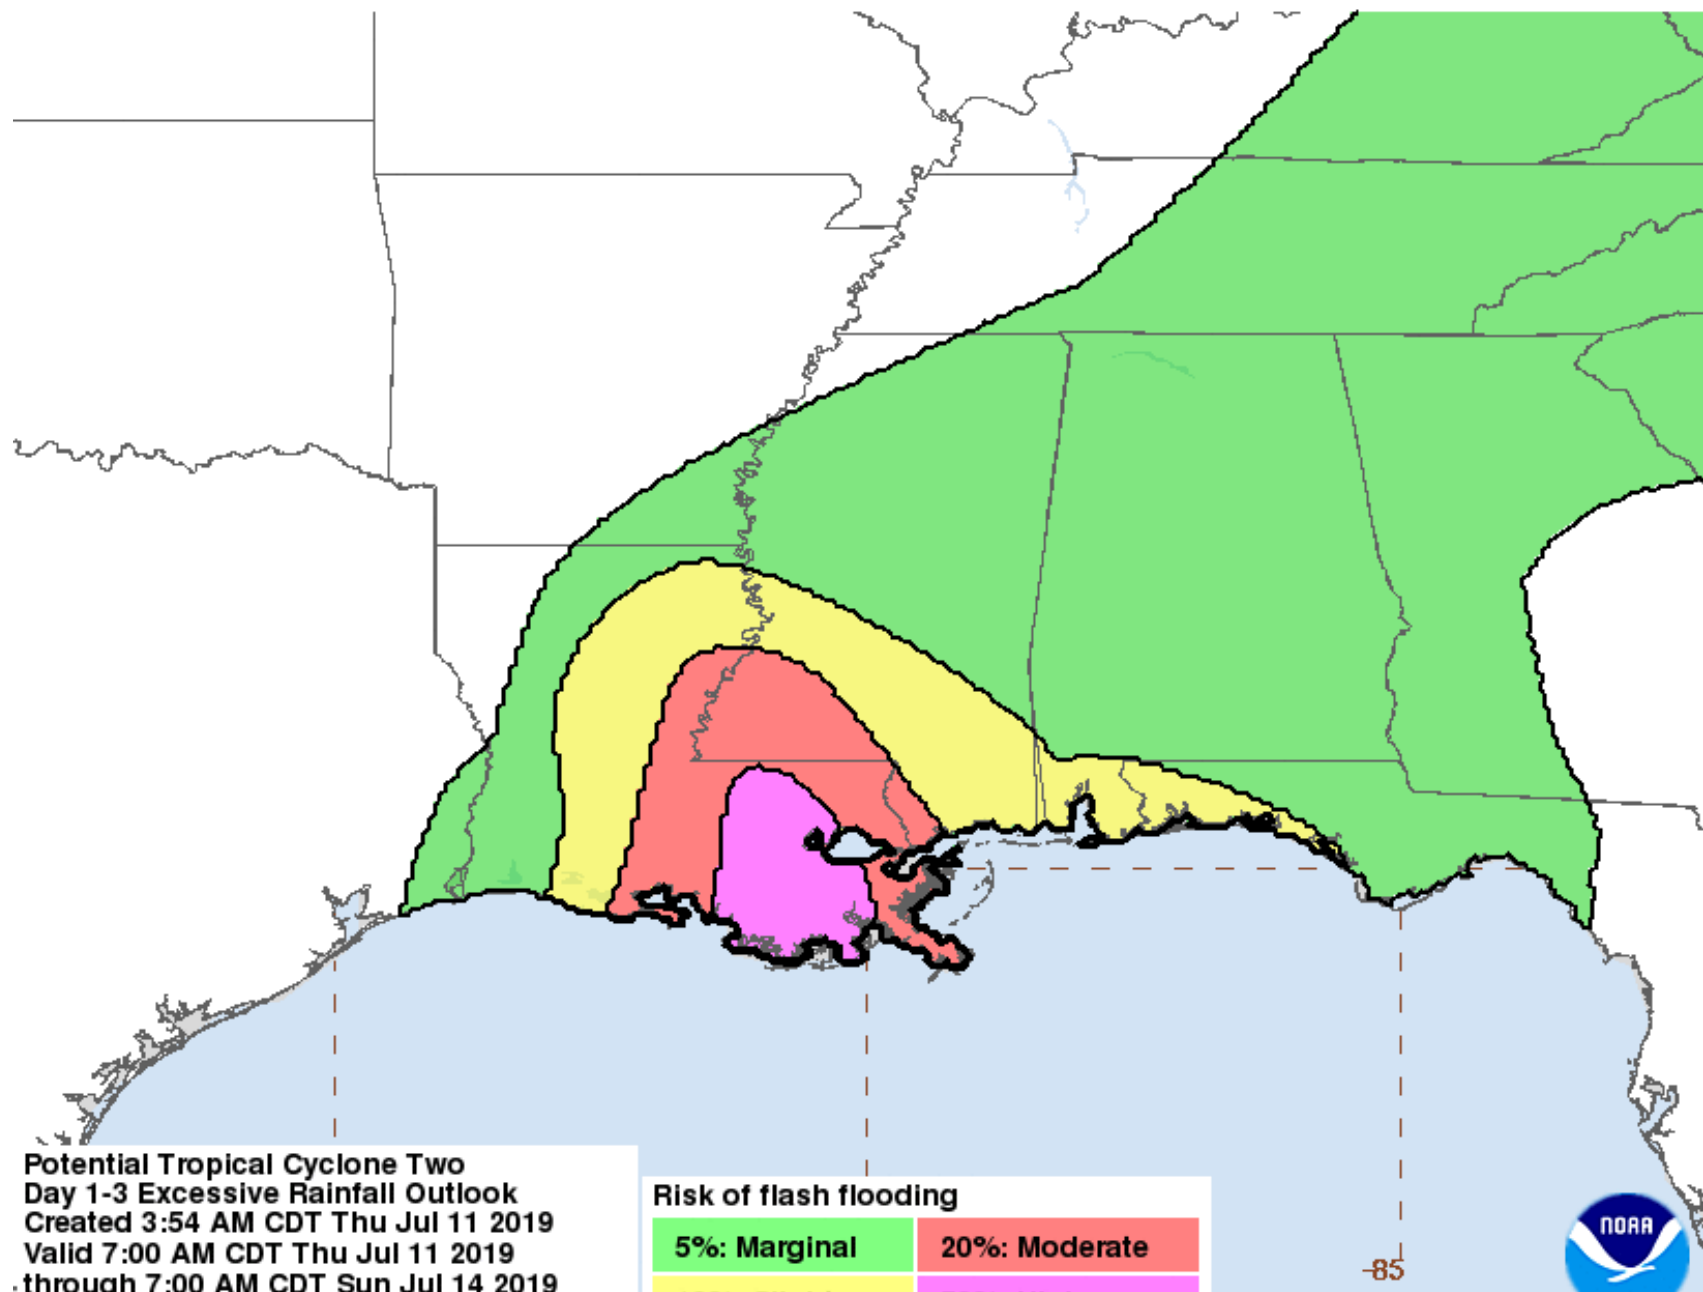 Potential Tropical Cyclone Two
Day 1-3 Excessive Rainfall Outlook
Created 3:54 AM CDT Thu Jul 11 2019
Valid 7:00 AM CDT Thu Jul 11 2019
through 7:00 AM CDT Sun Jul 14 2019
Risk of flash flooding
5%: Marginal
20%: Moderate
-85
NOAA